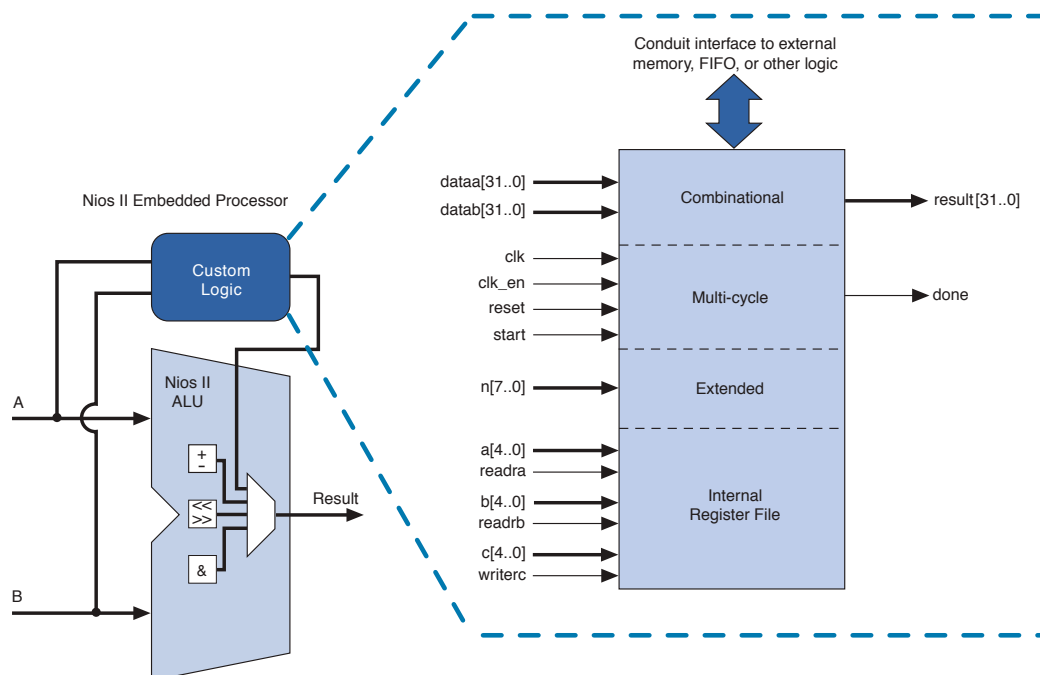 Conduit interface to external
memory, FIFO, or other logic
Nios II Embedded Processor
Custom
Logic
A
B
Nios II
ALU
+
-
<<
>>
&
Result
dataa[31..0]
datab[31..0]
Combinational
result[31..0]
clk
clk_en
reset
start
Multi-cycle
done
n[7..0]
Extended
a[4..0]
readra
b[4..0]
readrb
c[4..0]
writerc
Internal
Register File